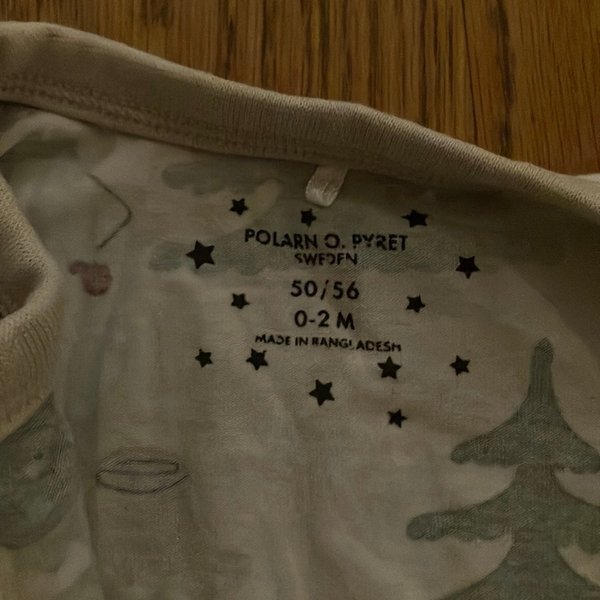 POLARN O. PYRET
SWEDEN
50/56
0-2 M
MADE IN BANGLADESH